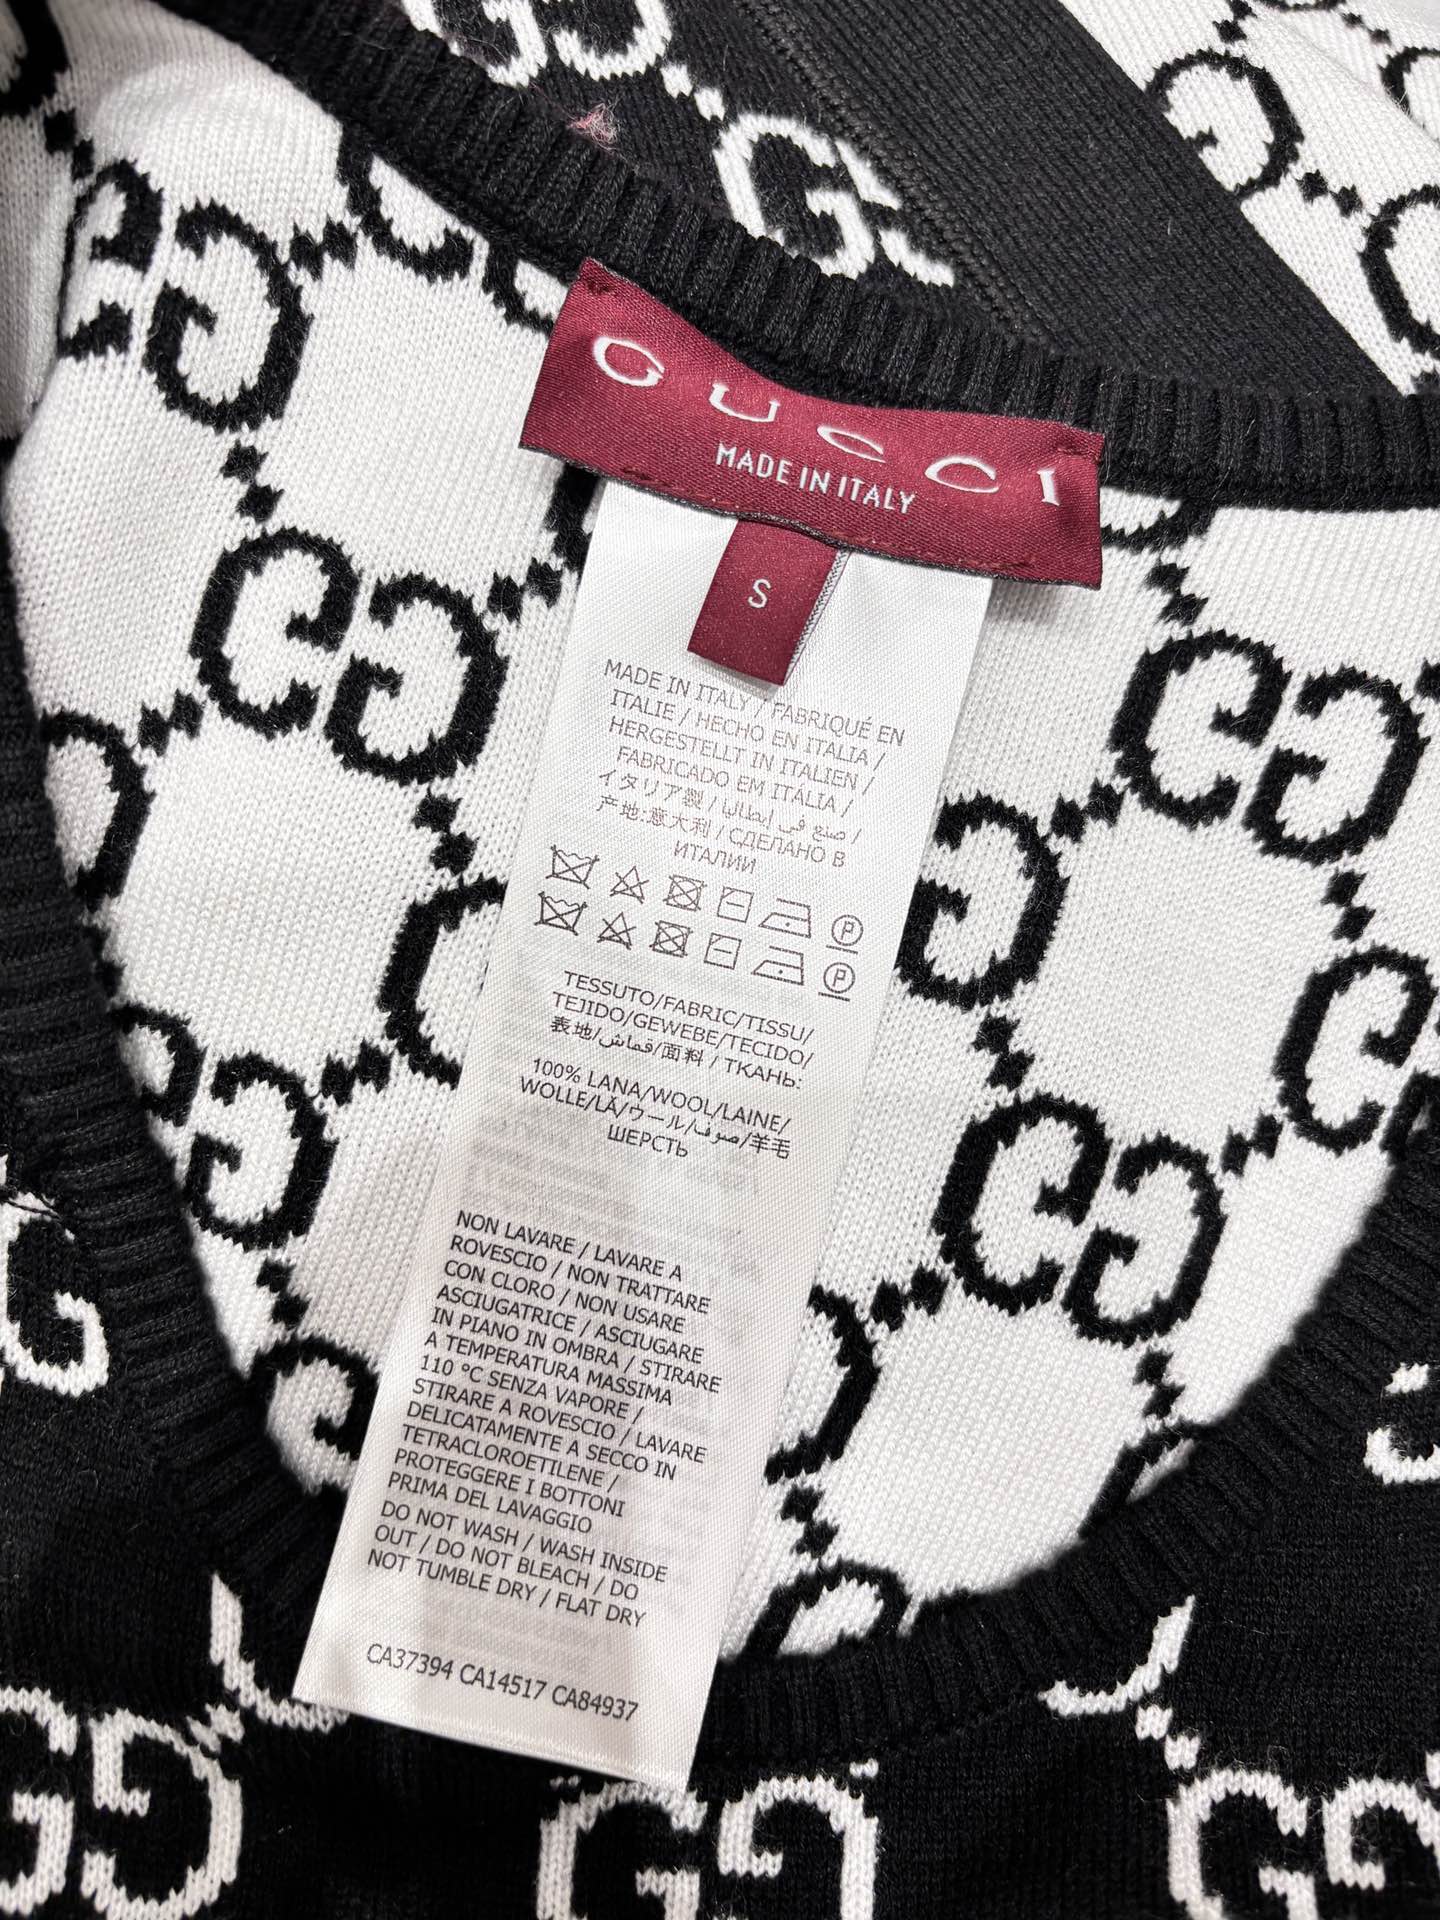 GUCCI
MADE IN ITALY
S
MADE IN ITALY / FABRIQUÉ EN
ITALIE / HECHO EN ITALIA /
HERGESTELLT IN ITALIEN /
FABRICADO EM ITÁLIA /
イタリア製 / صنع في إيطاليا /
产地:意大利 / СДЕЛАНО В
ИТАЛИИ
P
P
TESSUTO/FABRIC/TISSU/
TEJIDO/GEWEBE/TECIDO/
表地/قماش/面料 / ТКАНЬ:
100% LANA/WOOL/LAINE/
WOLLE/LÃ/ウール/صوف/羊毛/
ШЕРСТЬ
NON LAVARE / LAVARE A
ROVESCIO / NON TRATTARE
CON CLORO / NON USARE
ASCIUGATRICE / ASCIUGARE
IN PIANO IN OMBRA / STIRARE
A TEMPERATURA MASSIMA
110 °C SENZA VAPORE /
STIRARE A ROVESCIO / LAVARE
DELICATAMENTE A SECCO IN
TETRACLOROETILENE /
PROTEGGERE I BOTTONI
PRIMA DEL LAVAGGIO
DO NOT WASH / WASH INSIDE
OUT / DO NOT BLEACH / DO
NOT TUMBLE DRY / FLAT DRY
CA37394 CA14517 CA84937